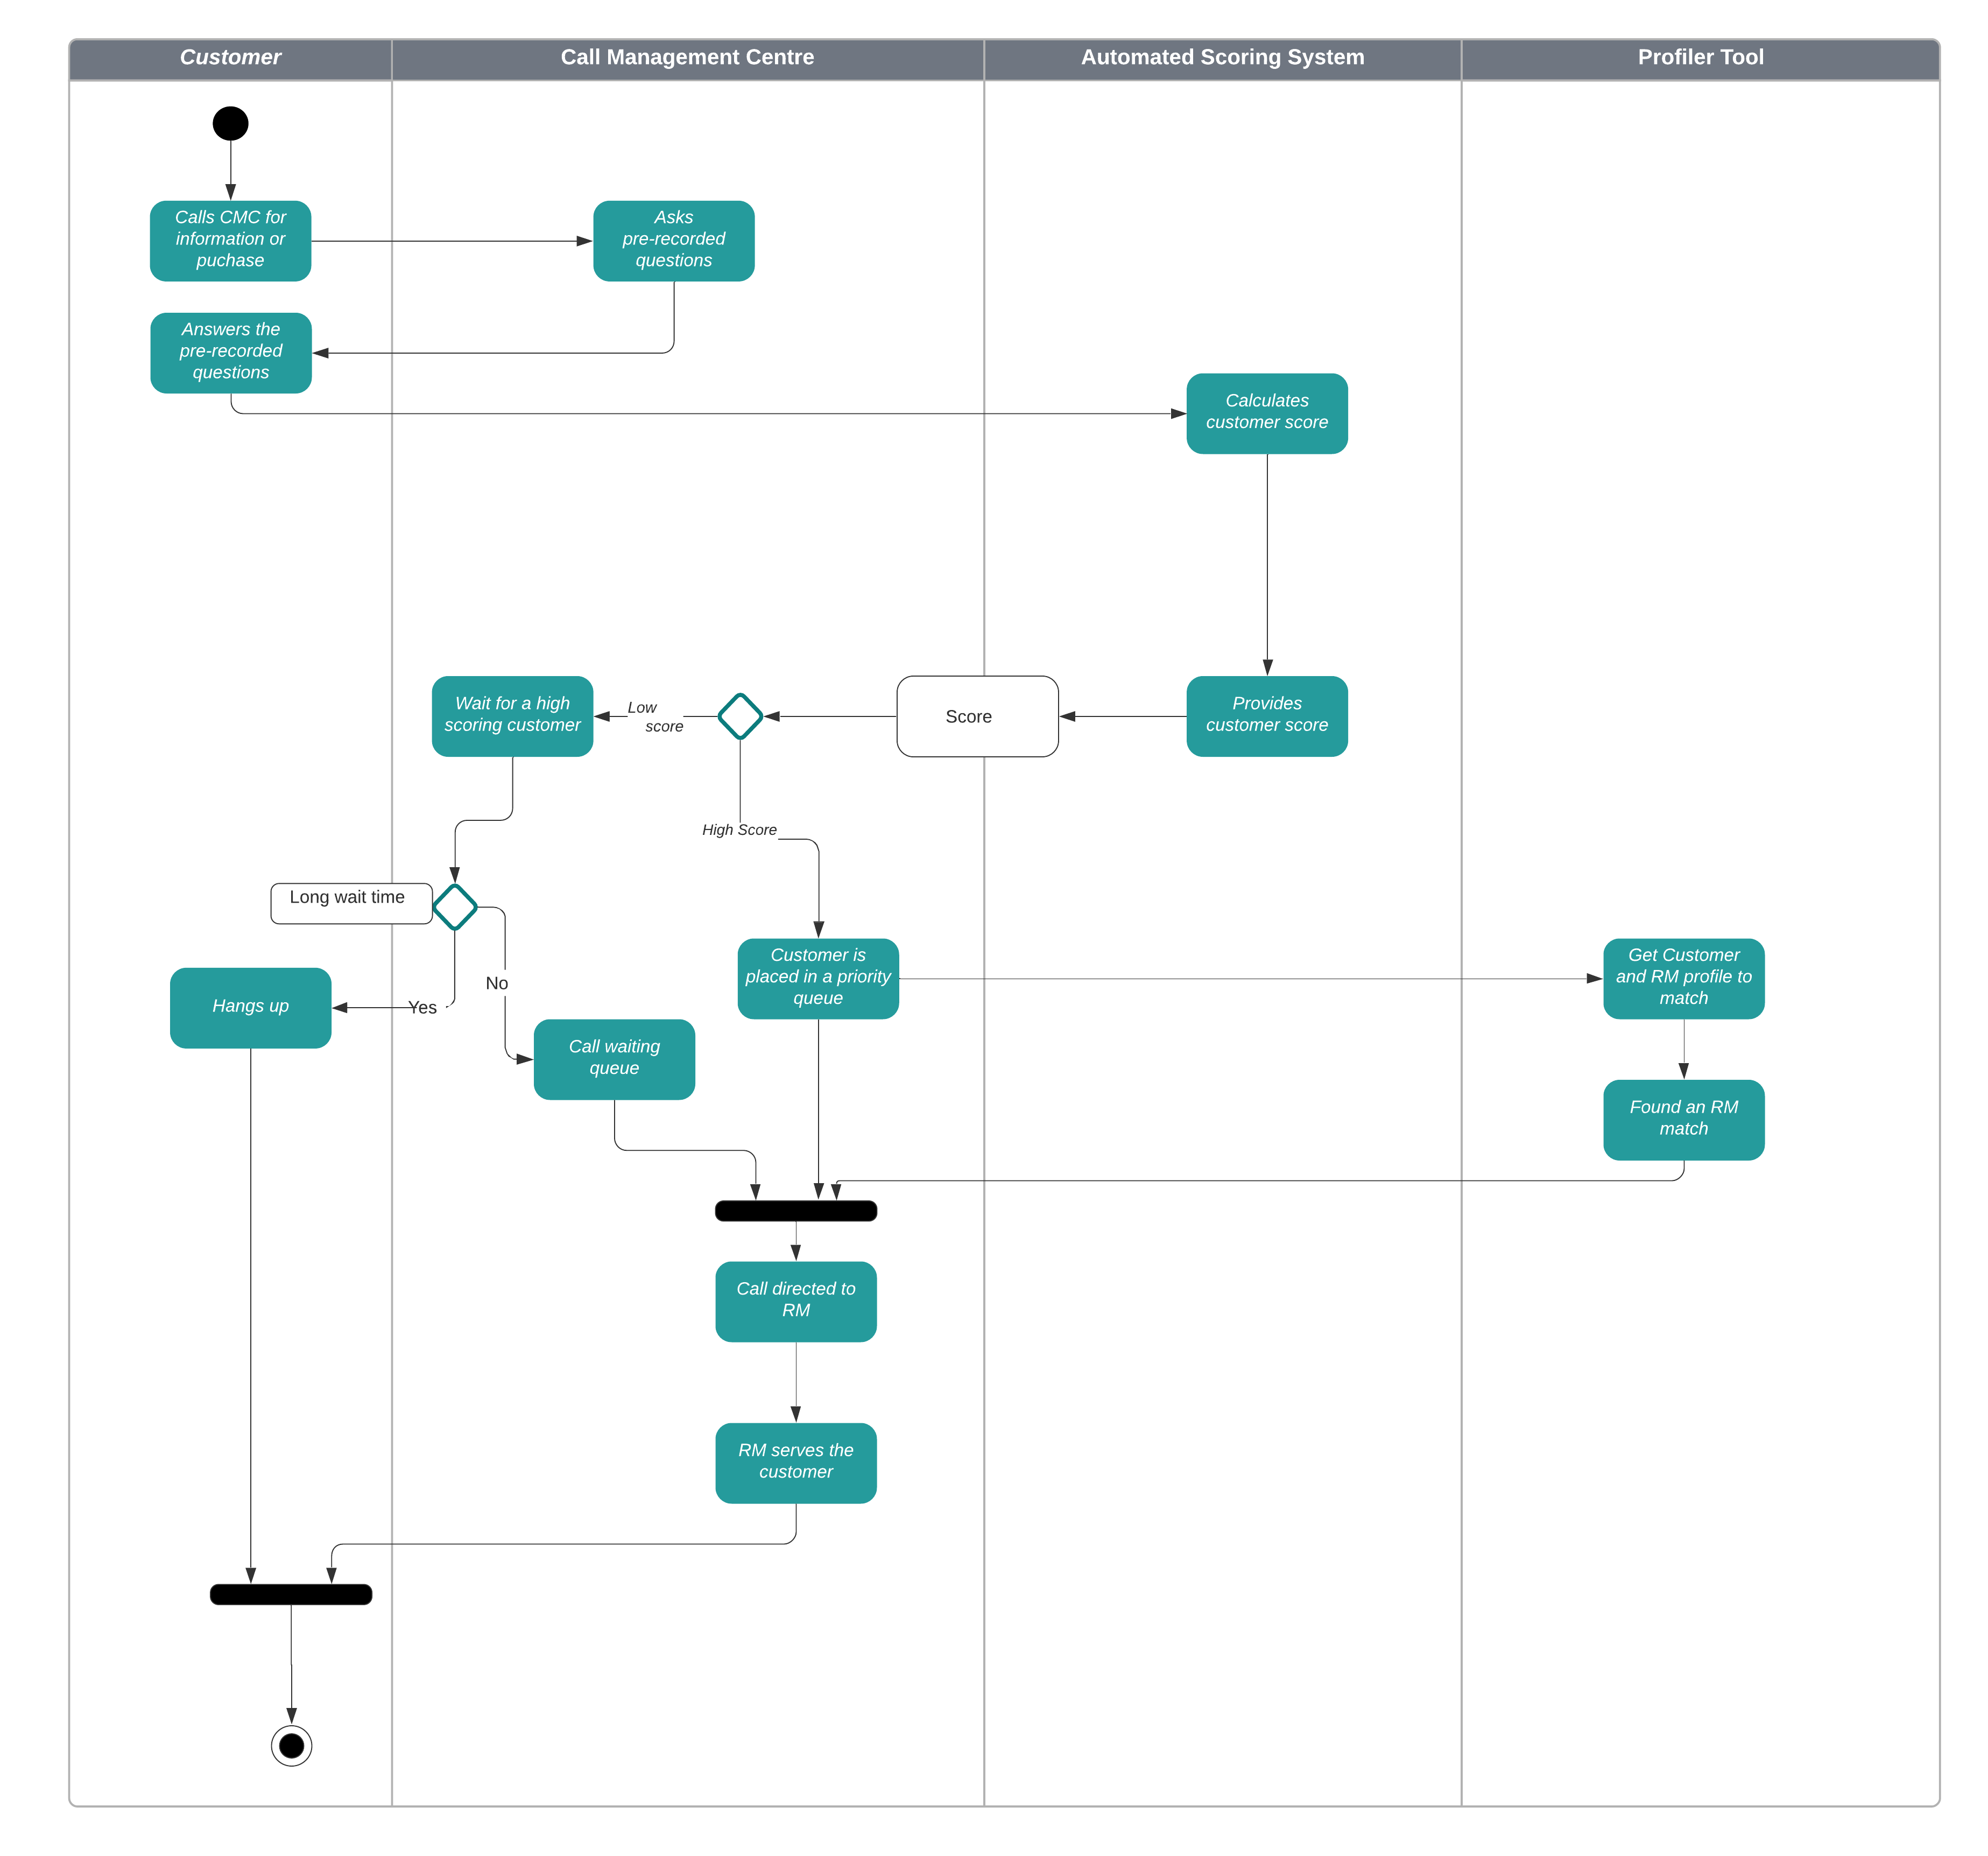 Customer
Call Management Centre
Automated Scoring System
Profiler Tool
Calls CMC for
information or
puchase
Asks
pre-recorded
questions
Answers the
pre-recorded
questions
Calculates
customer score
Wait for a high
scoring customer
Low
score
Score
Provides
customer score
High Score
Long wait time
Customer is
placed in a priority
queue
Get Customer
and RM profile to
match
Hangs up
Yes
No
Call waiting
queue
Found an RM
match
Call directed to
RM
RM serves the
customer